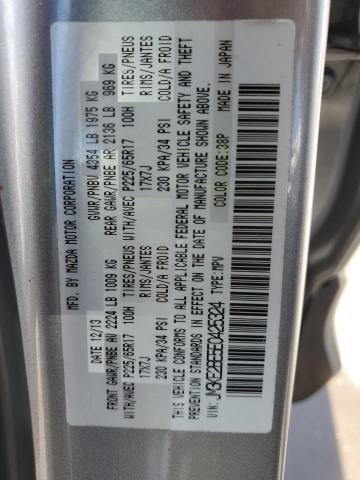 MFD. BY MAZDA MOTOR CORPORATION
DATE 12/13 GVWR/PNBV 4354 LB 1975 KG
FRONT GAWR/PNBE AV 2224 LB 1009 KG REAR GAWR/PNBE AR 2136 LB 969 KG
WITH/AVEC P225/65R17 100H TIRES/PNEUS WITH/AVEC P225/65R17 100H TIRES/PNEUS
17X7J RIMS/JANTES 17X7J RIMS/JANTES
230 KPA/34 PSI COLD/A FROID 230 KPA/34 PSI COLD/A FROID
THIS VEHICLE CONFORMS TO ALL APPLICABLE FEDERAL MOTOR VEHICLE SAFETY AND THEFT
PREVENTION STANDARDS IN EFFECT ON THE DATE OF MANUFACTURE SHOWN ABOVE.
VIN: TYPE: MPV COLOR CODE: 38P MADE IN JAPAN